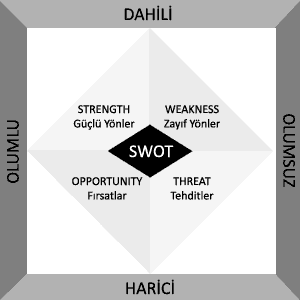 DAHİLİ
STRENGTH
Güçlü Yönler
WEAKNESS
Zayıf Yönler
OLUMLU
SWOT
OLUMSUZ
OPPORTUNITY
Fırsatlar
THREAT
Tehditler
HARİCİ